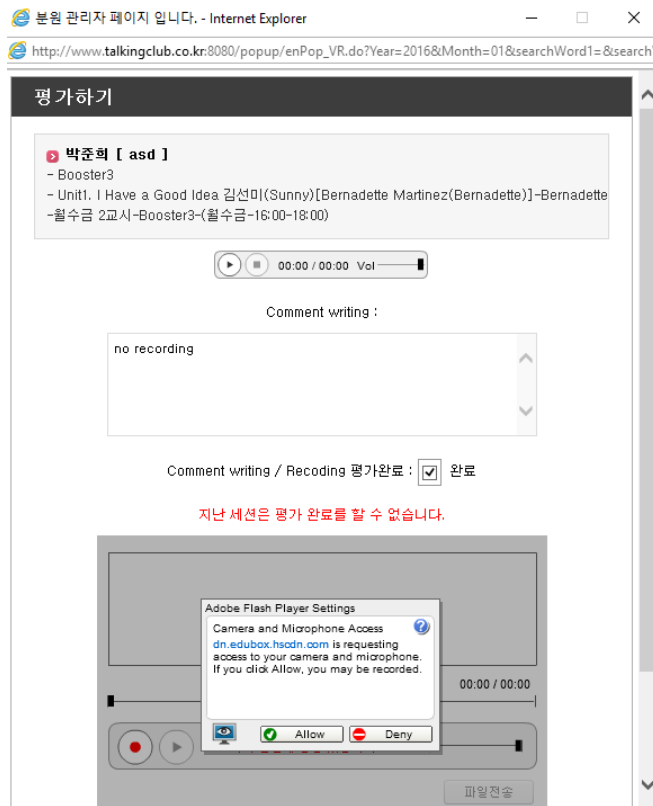 분원 관리자 페이지 입니다. - Internet Explorer
http://www.talkingclub.co.kr:8080/popup/enPop_VR.do?Year=2016&Month=01&searchWord1=&search
평가하기
박준희 [ asd ]
- Booster3
- Unit1. I Have a Good Idea 김선미(Sunny)[Bernadette Martinez(Bernadette)]-Bernadette
-월수금 2교시-Booster3-(월수금-16:00-18:00)
00:00 / 00:00 Vol
Comment writing :
no recording
Comment writing / Recoding 평가완료 : 완료
지난 세션은 평가 완료를 할 수 없습니다.
Adobe Flash Player Settings
Camera and Microphone Access
dn.edubox.hscdn.com is requesting
access to your camera and microphone.
If you click Allow, you may be recorded.
Allow Deny
00:00 / 00:00
파일전송